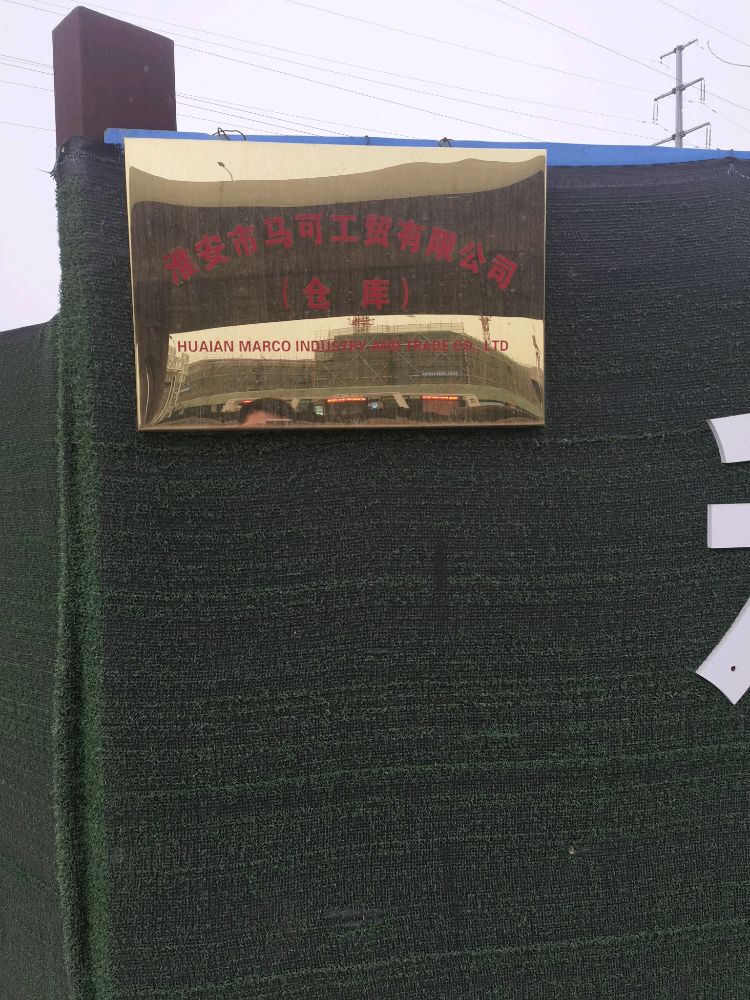 淮安市马可工贸有限公司
（仓 库）
HUAIAN MARCO INDUSTRY AND TRADE CO., LTD